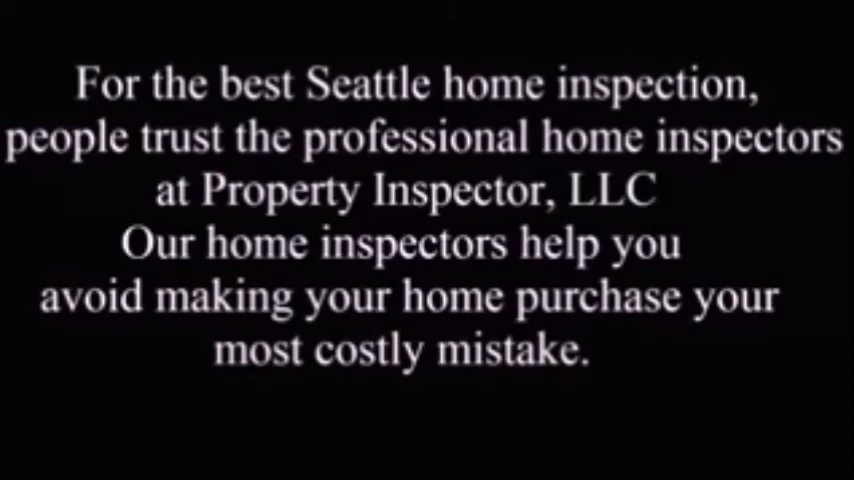 For the best Seattle home inspection,
people trust the professional home inspectors
at Property Inspector, LLC
Our home inspectors help you
avoid making your home purchase your
most costly mistake.